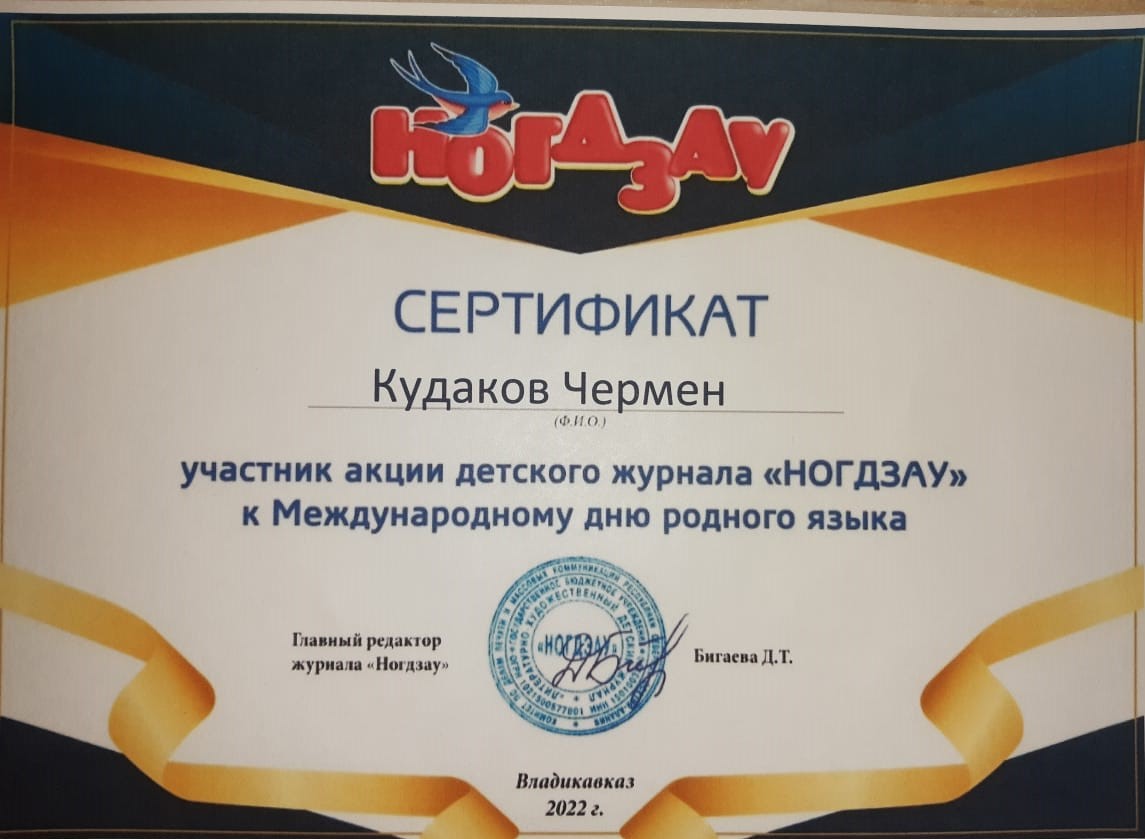 НОГДЗАУ
СЕРТИФИКАТ
Кудаков Чермен
(Ф.И.О.)
участник акции детского журнала «НОГДЗАУ»
к Международному дню родного языка
Главный редактор
журнала «Ногдзау»
«НОГДЗАУ»
Бигаева Д.Т.
Владикавказ
2022 г.